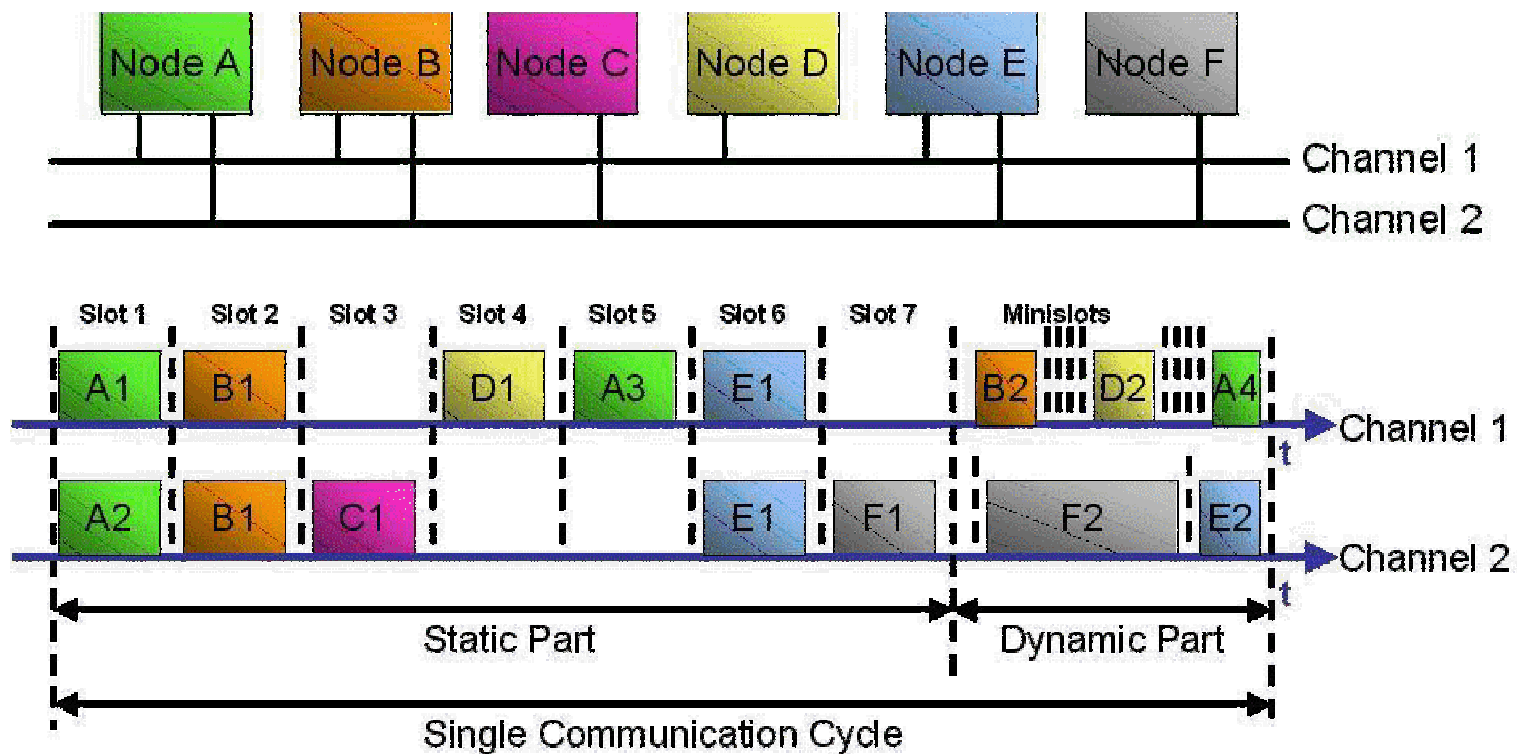 Node A Node B Node C Node D Node E Node F
Channel 1
Channel 2
Slot 1 Slot 2 Slot 3 Slot 4 Slot 5 Slot 6 Slot 7 Minislots
A1 B1 D1 A3 E1 B2 D2 A4
Channel 1
t
A2 B1 C1 E1 F1 F2 E2
Channel 2
t
Static Part Dynamic Part
Single Communication Cycle